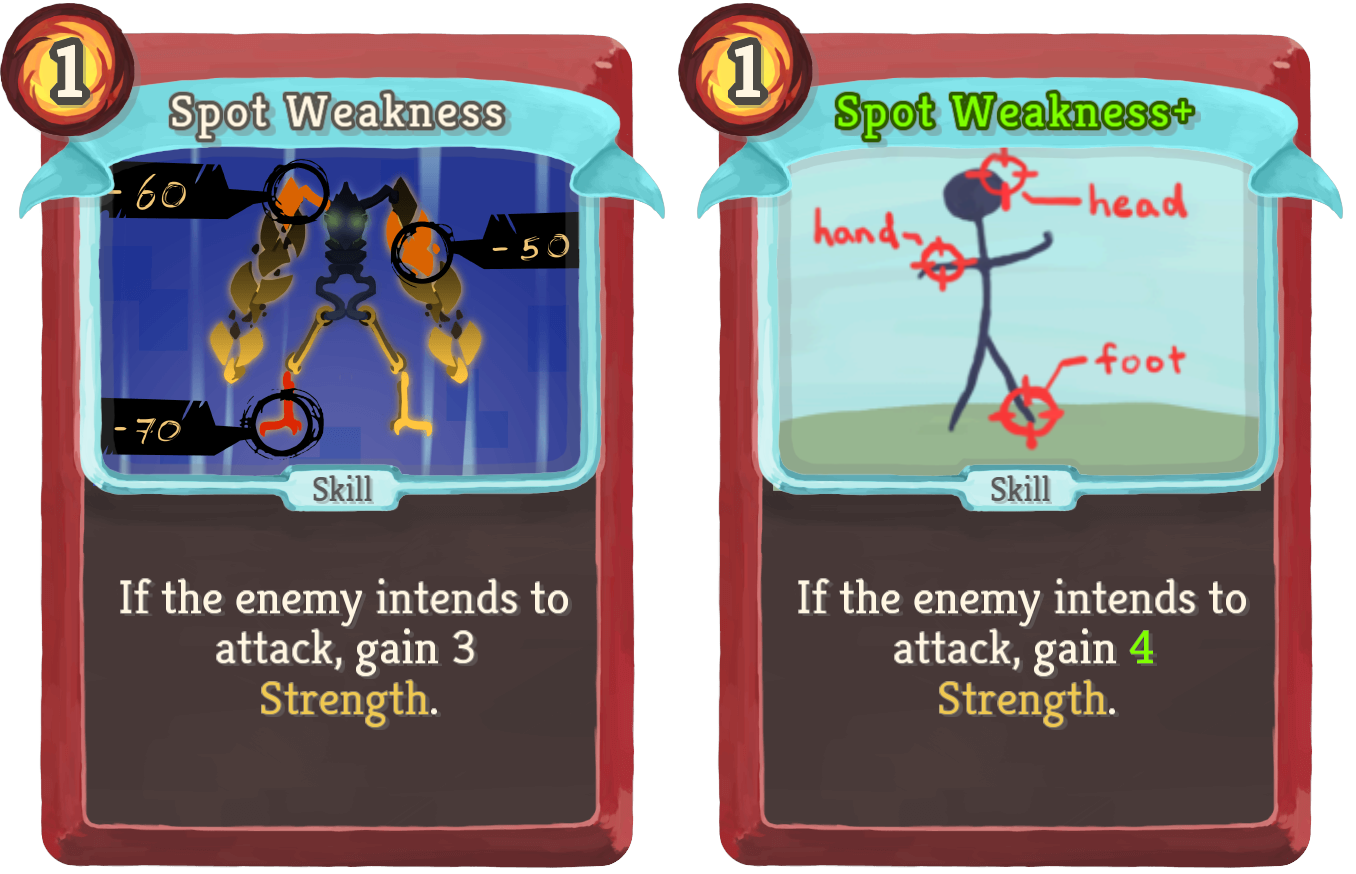 1
Spot Weakness
-60
-50
-70
Skill
If the enemy intends to
attack, gain 3
Strength.
1
Spot Weakness+
head
hand
foot
Skill
If the enemy intends to
attack, gain 4
Strength.